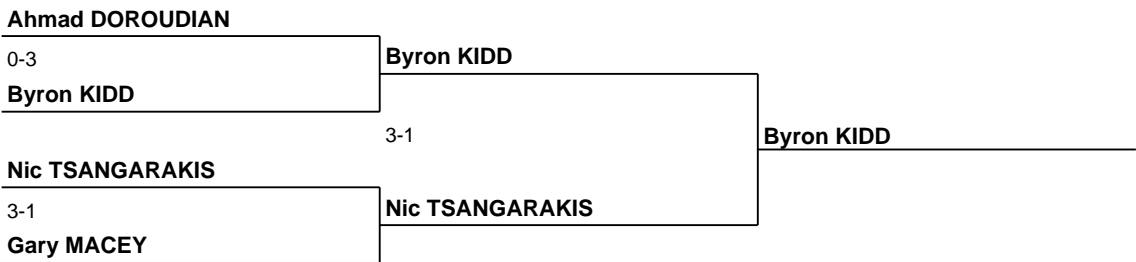 Ahmad DOROUDIAN
0-3
Byron KIDD
Byron KIDD
3-1
Byron KIDD
Nic TSANGARAKIS
3-1
Nic TSANGARAKIS
Gary MACEY